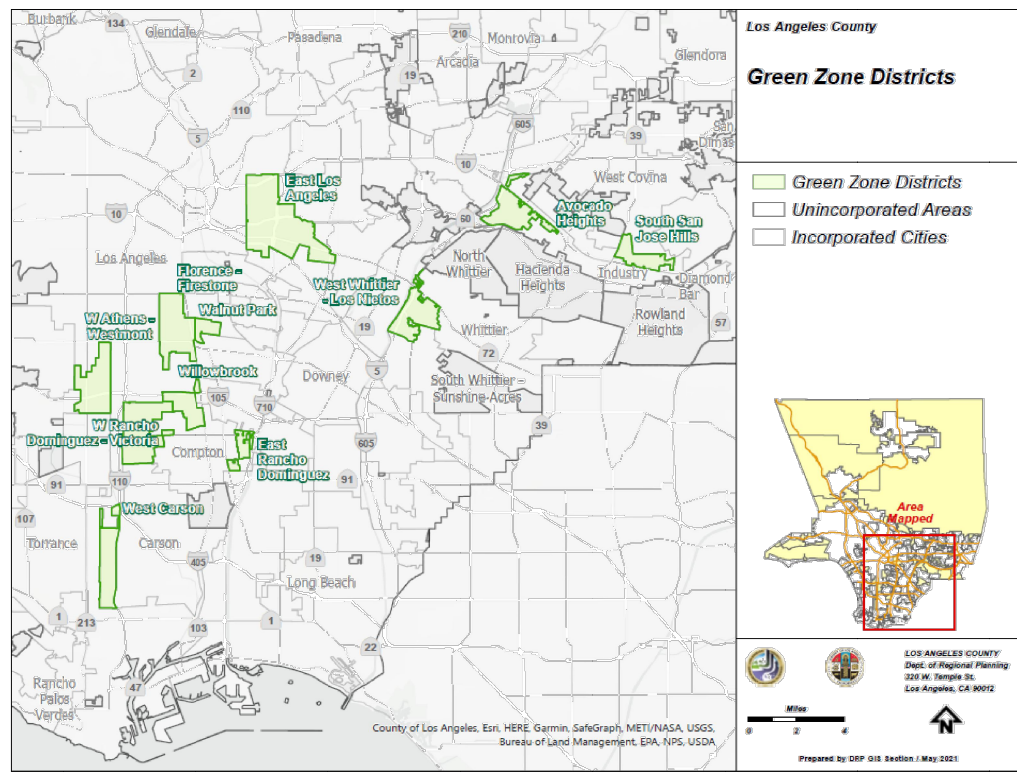 Los Angeles County
Green Zone Districts
Green Zone Districts
Unincorporated Areas
Incorporated Cities
Burbank
134
Glendale
Pasadena
210
Monrovia
Arcadia
Glendora
2
19
110
5
605
39
San
Dimas
10
West Covina
East Los
Angeles
10
60
Avocado
Heights
South San
Jose Hills
Los Angeles
North
Whittier
Hacienda
Heights
Industry
Diamond
Bar
Florence -
Firestone
West Whittier
- Los Nietos
Walnut Park
W Athens -
Westmont
19
Whittier
Rowland
Heights
57
72
Willowbrook
Downey
5
South Whittier -
Sunshine Acres
105
710
39
W Rancho
Dominguez - Victoria
605
East
Rancho
Dominguez
Compton
91
110
91
West Carson
107
Torrance
Carson
405
19
Long Beach
1
213
103
1
22
47
Rancho
Palos
Verdes
County of Los Angeles, Esri, HERE, Garmin, SafeGraph, METI/NASA, USGS,
Bureau of Land Management, EPA, NPS, USDA
Area
Mapped
LOS ANGELES COUNTY
Dept. of Regional Planning
320 W. Temple St.
Los Angeles, CA 90012
Miles
0 2 4
N
Prepared by DRP GIS Section / May 2021